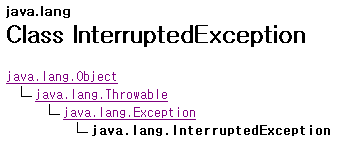 java.lang
Class InterruptedException
java.lang.Object
java.lang.Throwable
java.lang.Exception
java.lang.InterruptedException